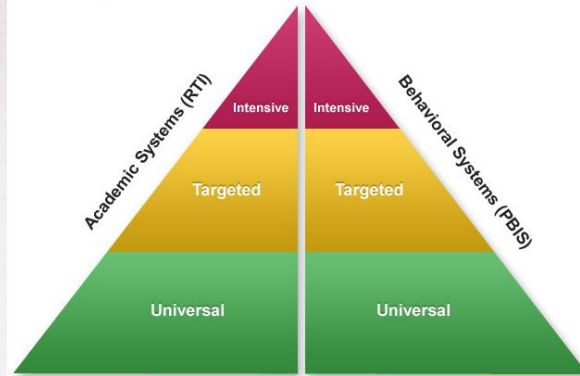 Academic Systems (RTI)
Behavioral Systems (PBIS)
Intensive
Intensive
Targeted
Targeted
Universal
Universal